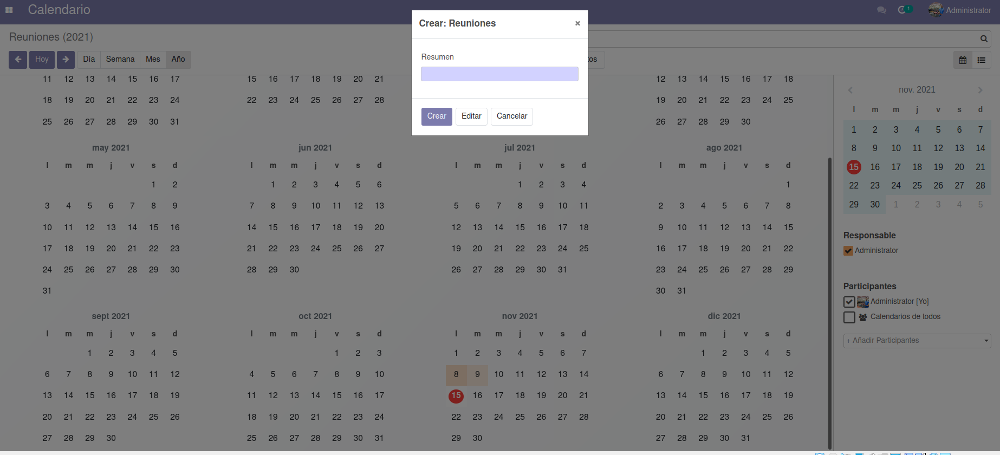 Calendario
1
Administrator
Crear: Reuniones
×
Resumen
Crear Editar Cancelar
Reuniones (2021)
Hoy
Día Semana Mes Año
tos
11 12 13 14 15 16 17
18 19 20 21 22 23 24
25 26 27 28 29 30 31
15 16 17 18 19 20 21
22 23 24 25 26 27 28
12 13 14 15 16 17 18
19 20 21 22 23 24 25
26 27 28 29 30
may 2021
l m m j v s d
1 2
3 4 5 6 7 8 9
10 11 12 13 14 15 16
17 18 19 20 21 22 23
24 25 26 27 28 29 30
31
jun 2021
l m m j v s d
1 2 3 4 5 6
7 8 9 10 11 12 13
14 15 16 17 18 19 20
21 22 23 24 25 26 27
28 29 30
jul 2021
l m m j v s d
1 2 3 4
5 6 7 8 9 10 11
12 13 14 15 16 17 18
19 20 21 22 23 24 25
26 27 28 29 30 31
ago 2021
l m m j v s d
1
2 3 4 5 6 7 8
9 10 11 12 13 14 15
16 17 18 19 20 21 22
23 24 25 26 27 28 29
30 31
sept 2021
l m m j v s d
1 2 3 4 5
6 7 8 9 10 11 12
13 14 15 16 17 18 19
20 21 22 23 24 25 26
27 28 29 30
oct 2021
l m m j v s d
1 2 3
4 5 6 7 8 9 10
11 12 13 14 15 16 17
18 19 20 21 22 23 24
25 26 27 28 29 30 31
nov 2021
l m m j v s d
1 2 3 4 5 6 7
8 9 10 11 12 13 14
15 16 17 18 19 20 21
22 23 24 25 26 27 28
29 30
dic 2021
l m m j v s d
1 2 3 4 5
6 7 8 9 10 11 12
13 14 15 16 17 18 19
20 21 22 23 24 25 26
27 28 29 30 31
nov. 2021
l m m j v s d
1 2 3 4 5 6 7
8 9 10 11 12 13 14
15 16 17 18 19 20 21
22 23 24 25 26 27 28
29 30 1 2 3 4 5
Responsable
Administrator
Participantes
Administrator [Yo]
Calendarios de todos
+ Añadir Participantes